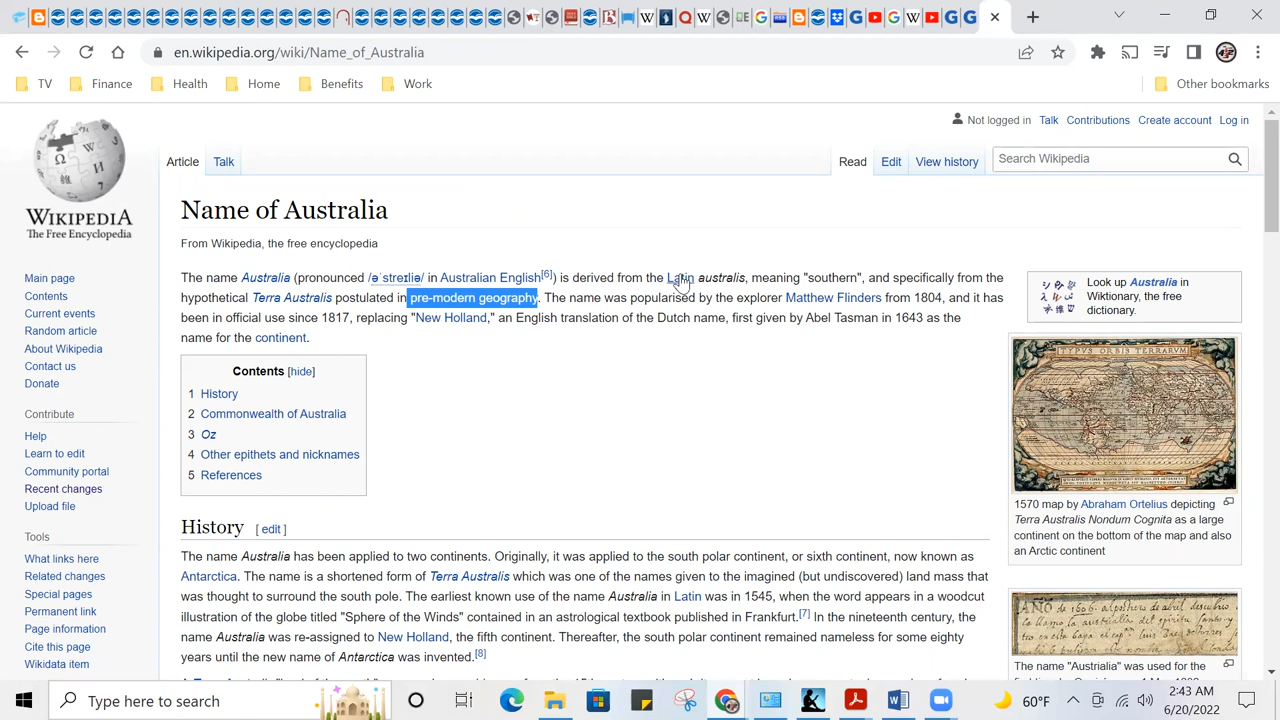 en.wikipedia.org/wiki/Name_of_Australia
TV Finance Health Home Benefits Work Other bookmarks
Not logged in Talk Contributions Create account Log in
Article Talk Read Edit View history Search Wikipedia
WIKIPEDIA
The Free Encyclopedia
Main page
Contents
Current events
Random article
About Wikipedia
Contact us
Donate
Contribute
Help
Learn to edit
Community portal
Recent changes
Upload file
Tools
What links here
Related changes
Special pages
Permanent link
Page information
Cite this page
Wikidata item
Name of Australia
From Wikipedia, the free encyclopedia
The name Australia (pronounced /əˈstreɪliə/ in Australian English[6]) is derived from the Latin australis, meaning "southern", and specifically from the
hypothetical Terra Australis postulated in pre-modern geography. The name was popularised by the explorer Matthew Flinders from 1804, and it has
been in official use since 1817, replacing "New Holland," an English translation of the Dutch name, first given by Abel Tasman in 1643 as the
name for the continent.
Contents [hide]
1 History
2 Commonwealth of Australia
3 Oz
4 Other epithets and nicknames
5 References
History [ edit ]
The name Australia has been applied to two continents. Originally, it was applied to the south polar continent, or sixth continent, now known as
Antarctica. The name is a shortened form of Terra Australis which was one of the names given to the imagined (but undiscovered) land mass that
was thought to surround the south pole. The earliest known use of the name Australia in Latin was in 1545, when the word appears in a woodcut
illustration of the globe titled "Sphere of the Winds" contained in an astrological textbook published in Frankfurt.[7] In the nineteenth century, the
name Australia was re-assigned to New Holland, the fifth continent. Thereafter, the south polar continent remained nameless for some eighty
years until the new name of Antarctica was invented.[8]
Look up Australia in
Wiktionary, the free
dictionary.
TYPVS ORBIS TERRARVM
1570 map by Abraham Ortelius depicting
Terra Australis Nondum Cognita as a large
continent on the bottom of the map and also
an Arctic continent
The name "Austrialia" was used for the
Type here to search
60°F
2:43 AM
6/20/2022